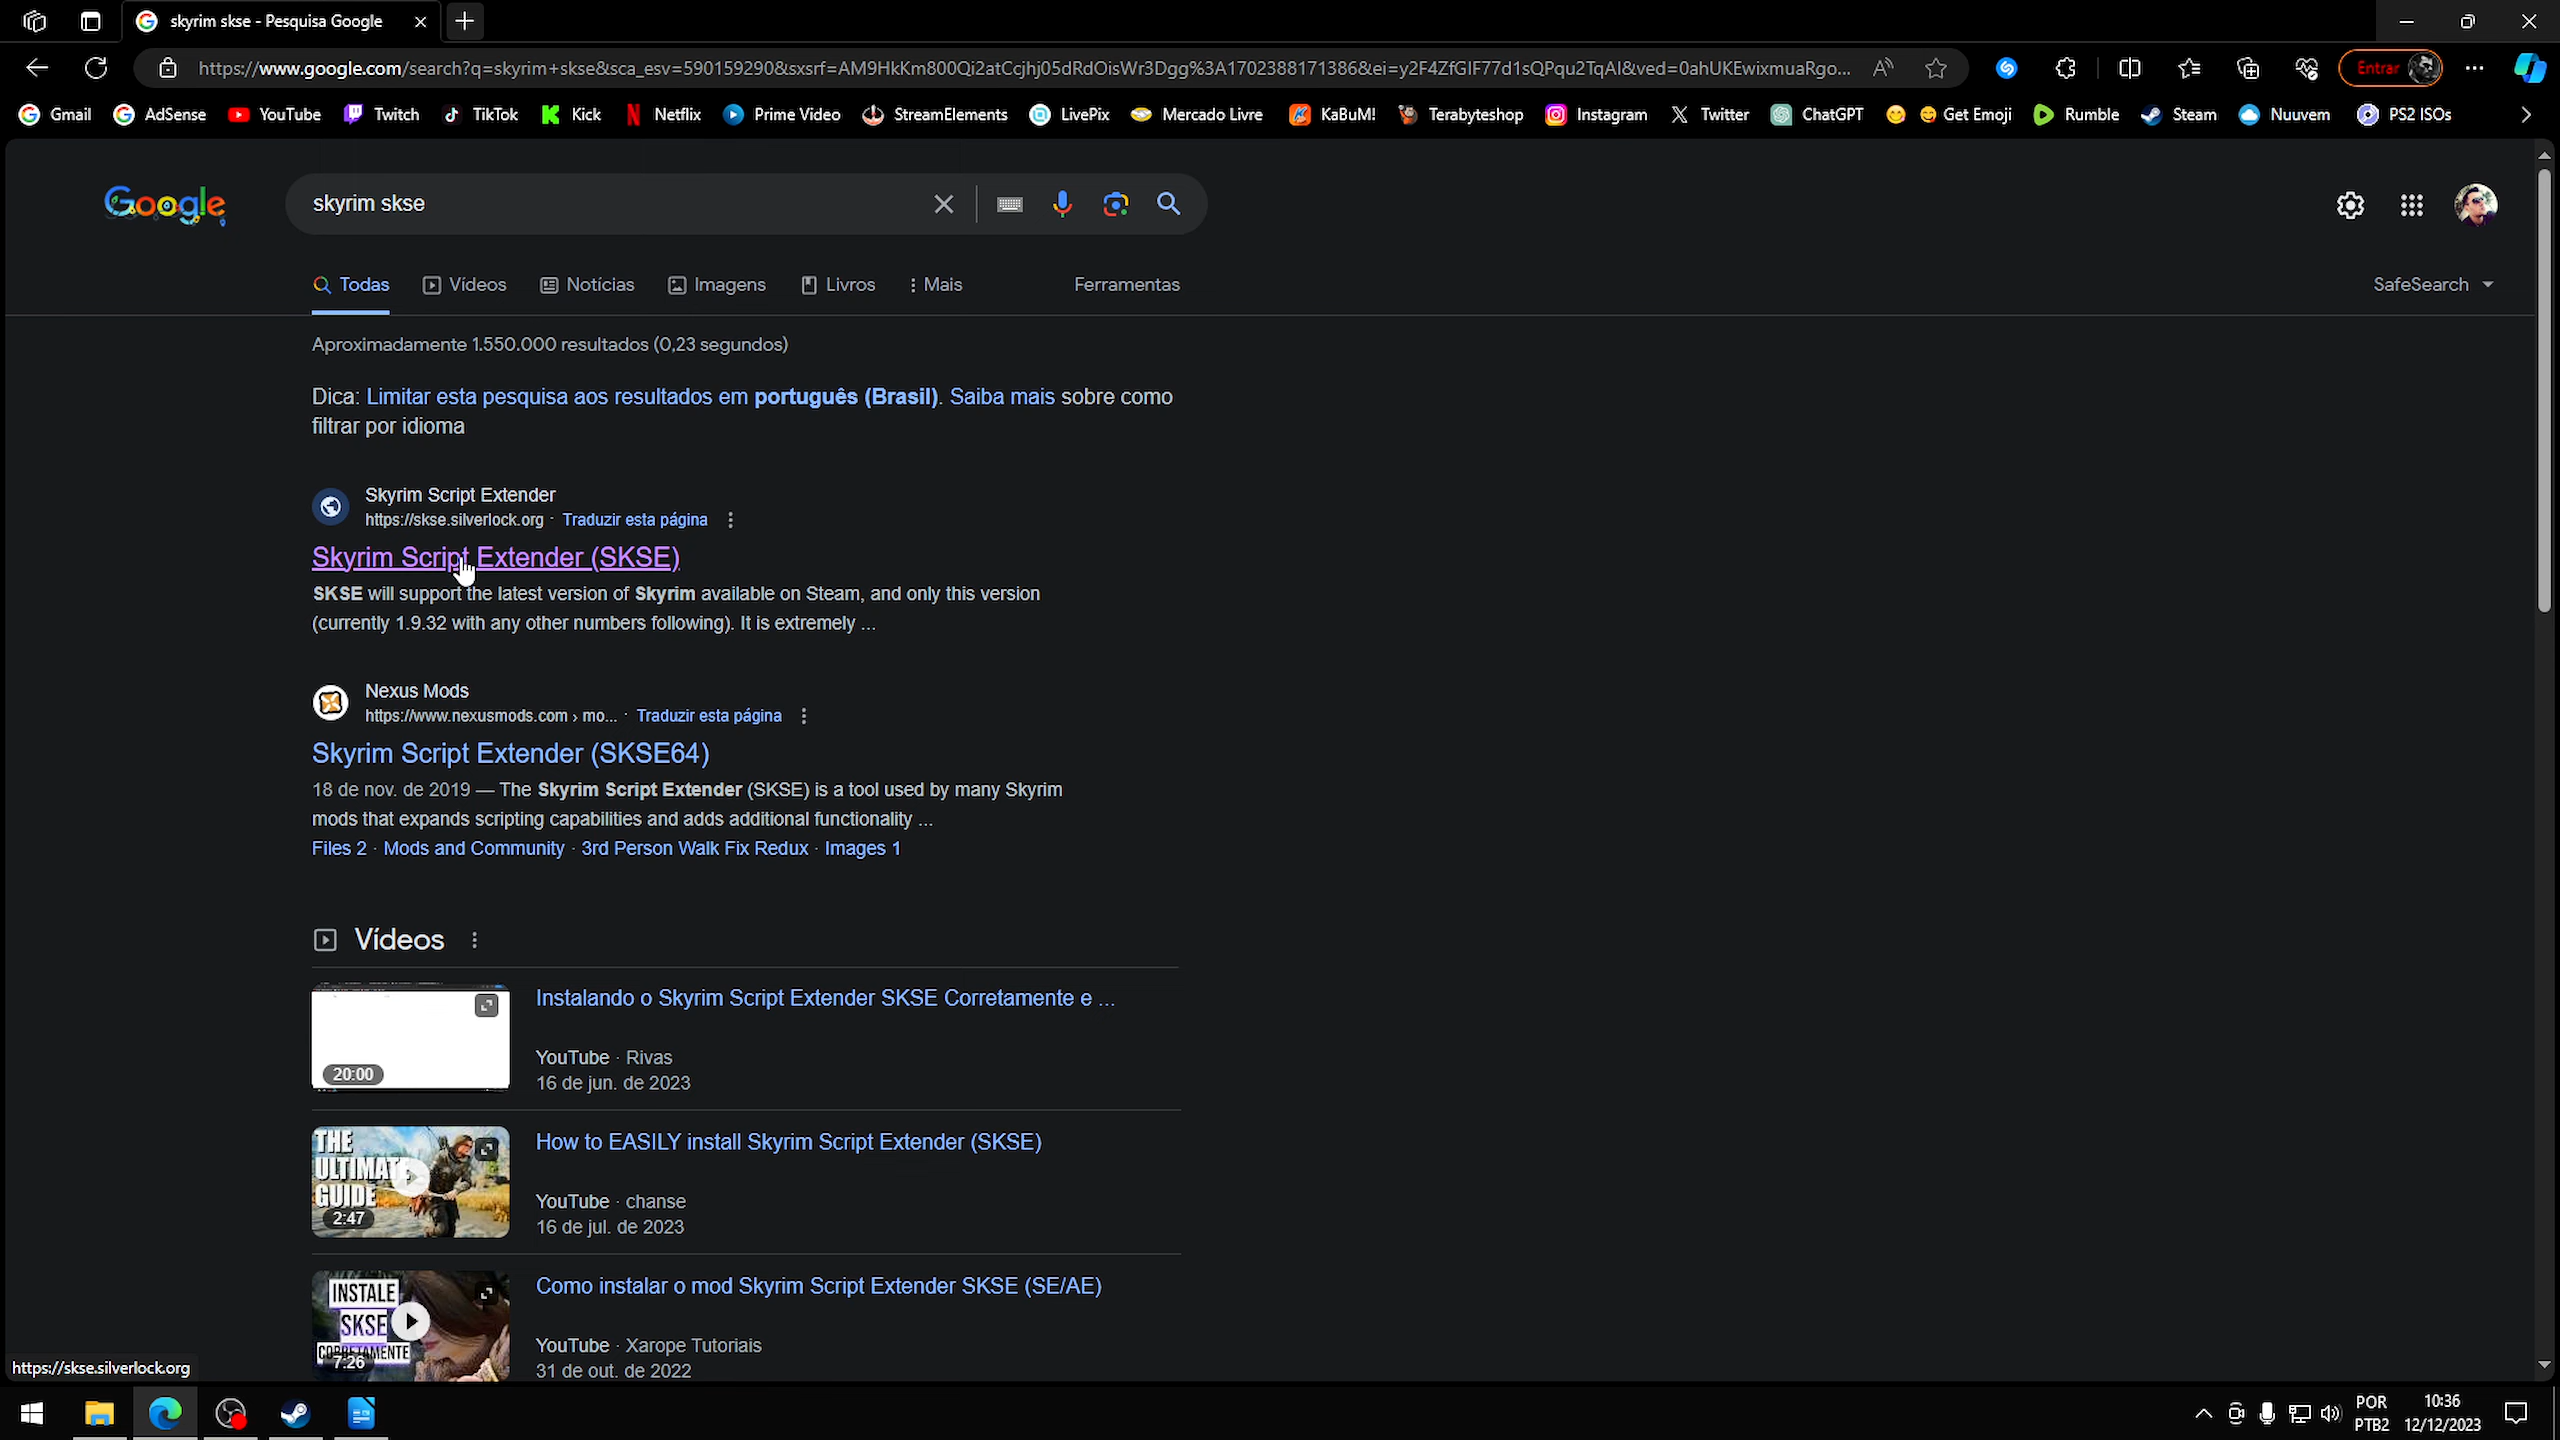 skyrim skse - Pesquisa Google
https://www.google.com/search?q=skyrim+skse&sca_esv=590159290&sxsrf=AM9HkKm800Qi2atCcjhj05dRdOisWr3Dgg%3A1702388171386&ei=y2F4ZfGIF77d1sQPqu2TqAI&ved=0ahUKEwixmuaRgo...
Entrar
Gmail AdSense YouTube Twitch TikTok Kick Netflix Prime Video StreamElements LivePix Mercado Livre KaBuM! Terabyteshop Instagram Twitter ChatGPT Get Emoji Rumble Steam Nuuvem PS2 ISOs
Google
skyrim skse
Todas Vídeos Notícias Imagens Livros Mais Ferramentas SafeSearch
Aproximadamente 1.550.000 resultados (0,23 segundos)
Dica: Limitar esta pesquisa aos resultados em português (Brasil). Saiba mais sobre como
filtrar por idioma
Skyrim Script Extender
https://skse.silverlock.org · Traduzir esta página
Skyrim Script Extender (SKSE)
SKSE will support the latest version of Skyrim available on Steam, and only this version
(currently 1.9.32 with any other numbers following). It is extremely ...
Nexus Mods
https://www.nexusmods.com › mo... · Traduzir esta página
Skyrim Script Extender (SKSE64)
18 de nov. de 2019 — The Skyrim Script Extender (SKSE) is a tool used by many Skyrim
mods that expands scripting capabilities and adds additional functionality ...
Files 2 · Mods and Community · 3rd Person Walk Fix Redux · Images 1
Vídeos
20:00
Instalando o Skyrim Script Extender SKSE Corretamente e ...
YouTube · Rivas
16 de jun. de 2023
THE
ULTIMATE
GUIDE
2:47
How to EASILY install Skyrim Script Extender (SKSE)
YouTube · chanse
16 de jul. de 2023
INSTALE
SKSE
CORRETAMENTE
7:26
Como instalar o mod Skyrim Script Extender SKSE (SE/AE)
YouTube · Xarope Tutoriais
31 de out. de 2022
https://skse.silverlock.org
POR
PTB2
10:36
12/12/2023